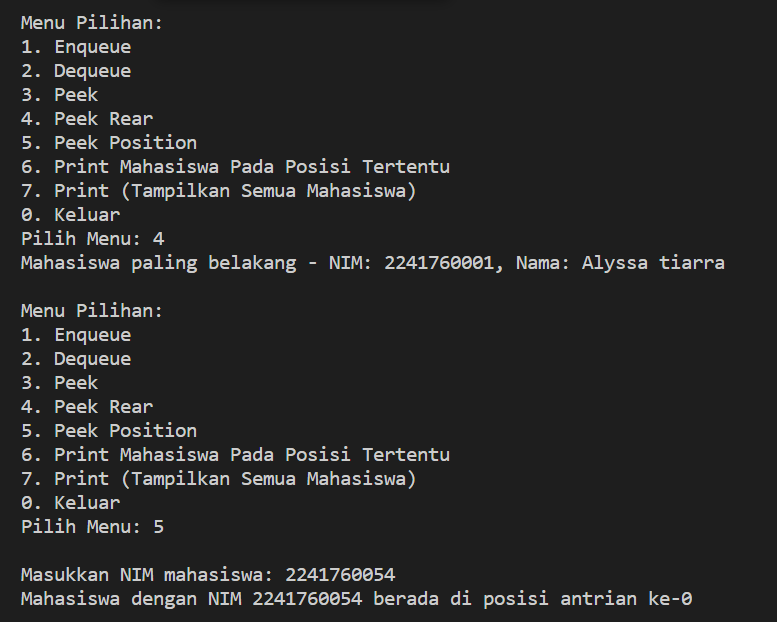 Menu Pilihan:
1. Enqueue
2. Dequeue
3. Peek
4. Peek Rear
5. Peek Position
6. Print Mahasiswa Pada Posisi Tertentu
7. Print (Tampilkan Semua Mahasiswa)
0. Keluar
Pilih Menu: 4
Mahasiswa paling belakang - NIM: 2241760001, Nama: Alyssa tiarra
Menu Pilihan:
1. Enqueue
2. Dequeue
3. Peek
4. Peek Rear
5. Peek Position
6. Print Mahasiswa Pada Posisi Tertentu
7. Print (Tampilkan Semua Mahasiswa)
0. Keluar
Pilih Menu: 5
Masukkan NIM mahasiswa: 2241760054
Mahasiswa dengan NIM 2241760054 berada di posisi antrian ke-0